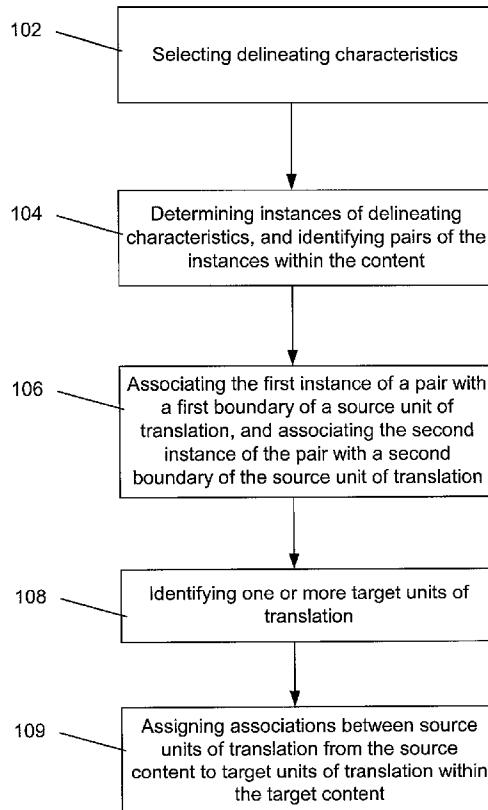 102
Selecting delineating characteristics
104
Determining instances of delineating
characteristics, and identifying pairs of the
instances within the content
106
Associating the first instance of a pair with
a first boundary of a source unit of
translation, and associating the second
instance of the pair with a second
boundary of the source unit of translation
108
Identifying one or more target units of
translation
109
Assigning associations between source
units of translation from the source
content to target units of translation within
the target content